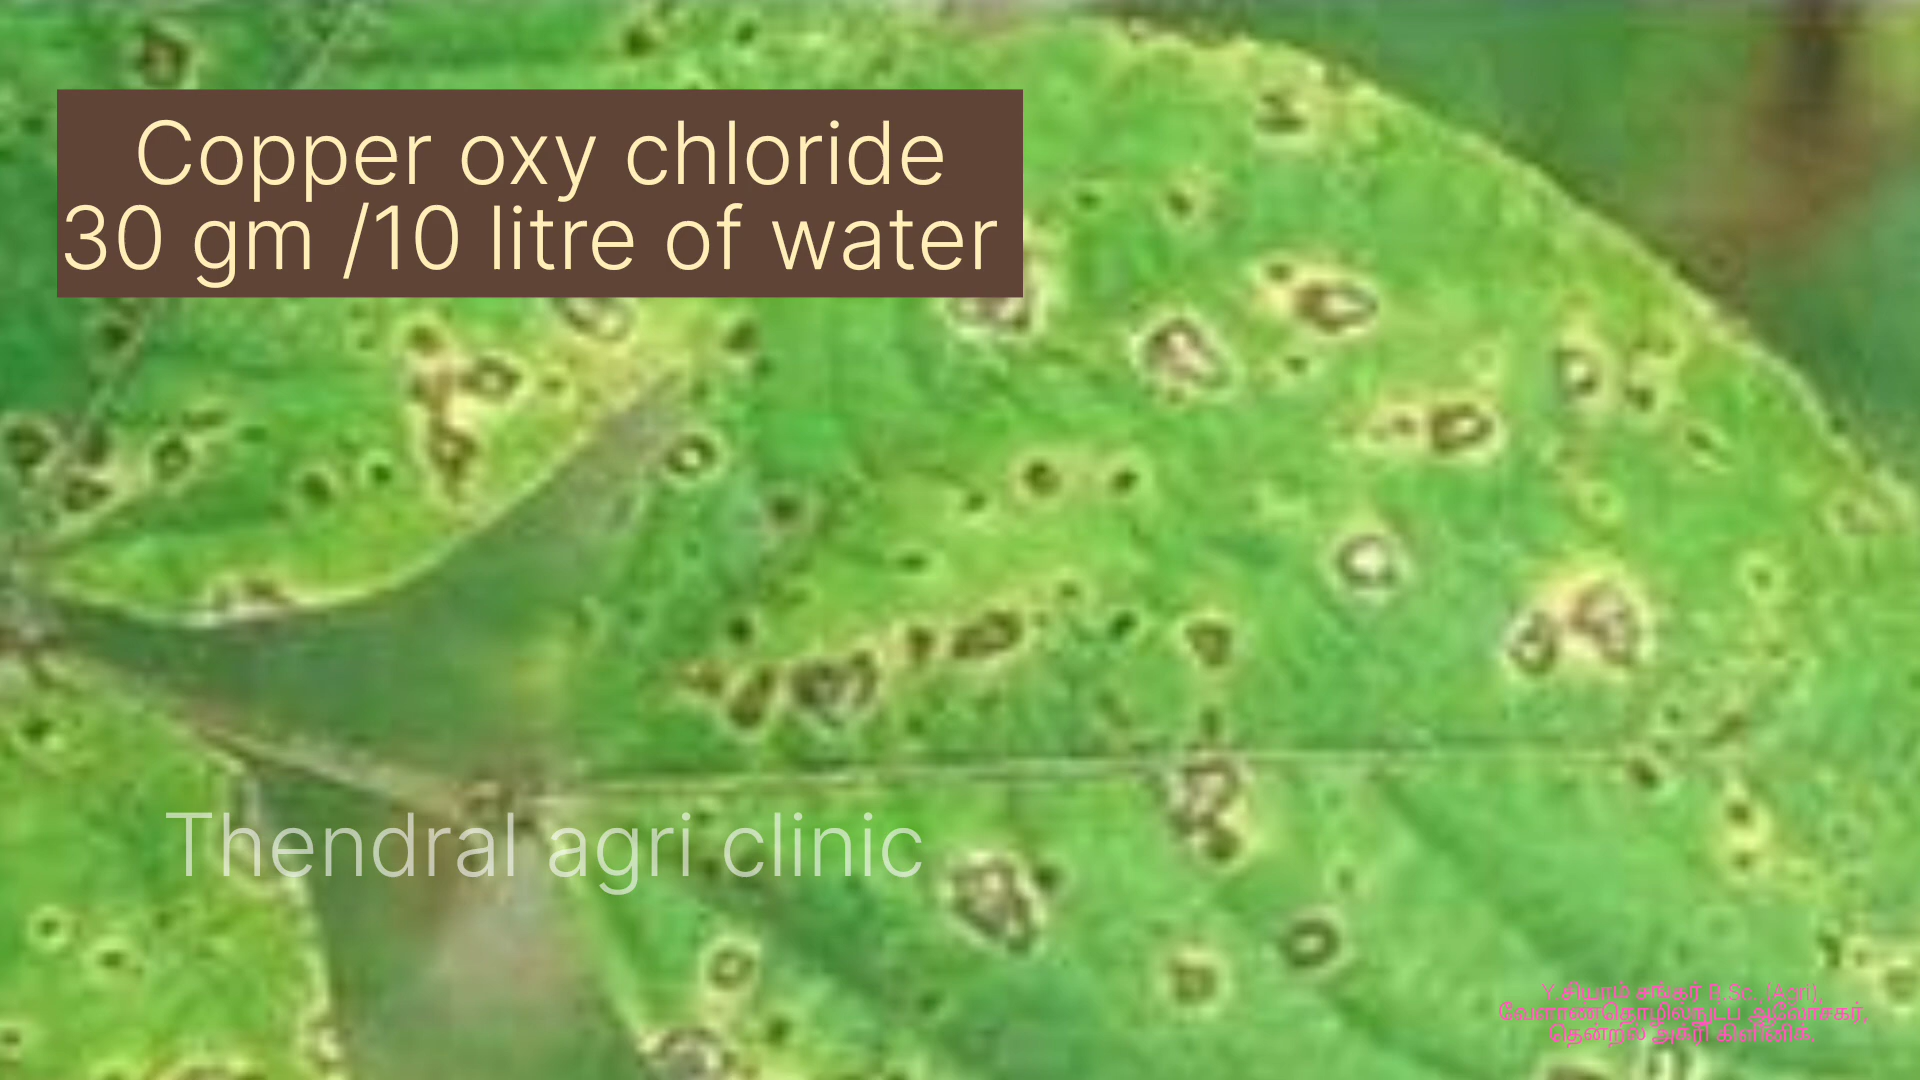 Copper oxy chloride
30 gm /10 litre of water
Thendral agri clinic
Y.சியாம் சங்கர் B.Sc.,(Agri),
வேளாண்தொழில்நுட்ப ஆலோசகர்,
தென்றல் அக்ரி கிளினிக்.